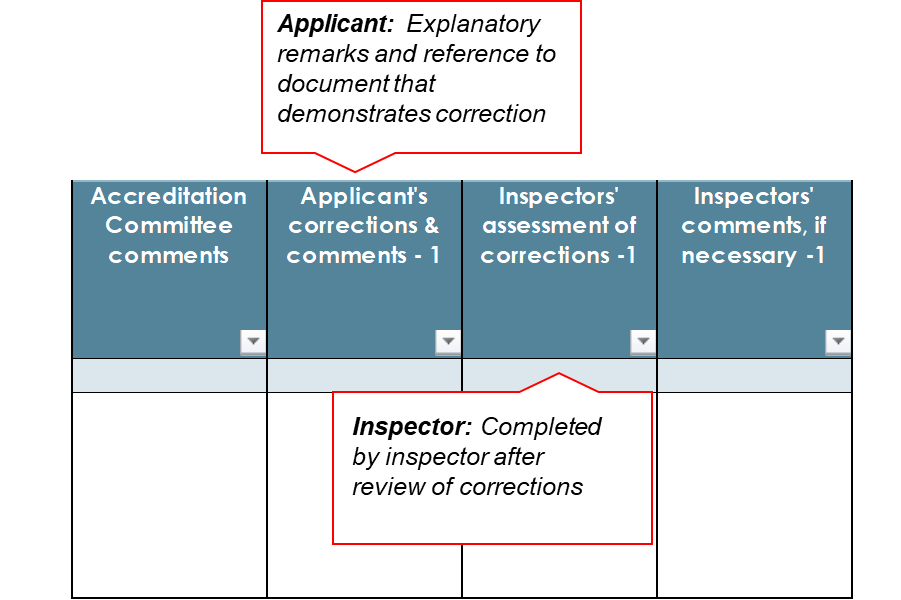 Applicant: Explanatory
remarks and reference to
document that
demonstrates correction
Accreditation
Committee
comments
Applicant's
corrections &
comments - 1
Inspectors'
assessment of
corrections -1
Inspectors'
comments, if
necessary -1
Inspector: Completed
by inspector after
review of corrections